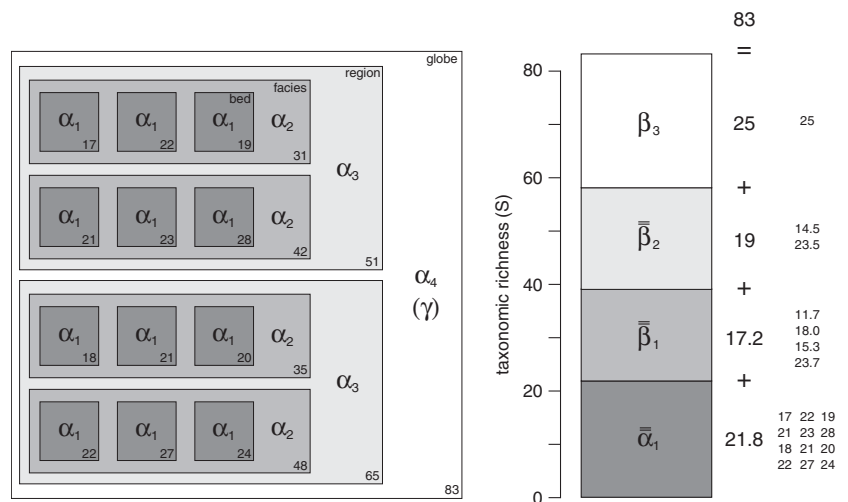 globe
region
facies
bed
α₁ α₁ α₁ α₂
17 22 19
31
α₃
α₁ α₁ α₁ α₂
21 23 28
42
51
α₄
(γ)
α₁ α₁ α₁ α₂
18 21 20
35
α₃
α₁ α₁ α₁ α₂
22 27 24
48
65
83
taxonomic richness (S)
80
60
40
20
0
83
=
β₃ 25 25
+
β̿₂ 19 14.5
23.5
+
β̿₁ 17.2 11.7
18.0
15.3
23.7
+
α̿₁ 21.8 17 22 19
21 23 28
18 21 20
22 27 24